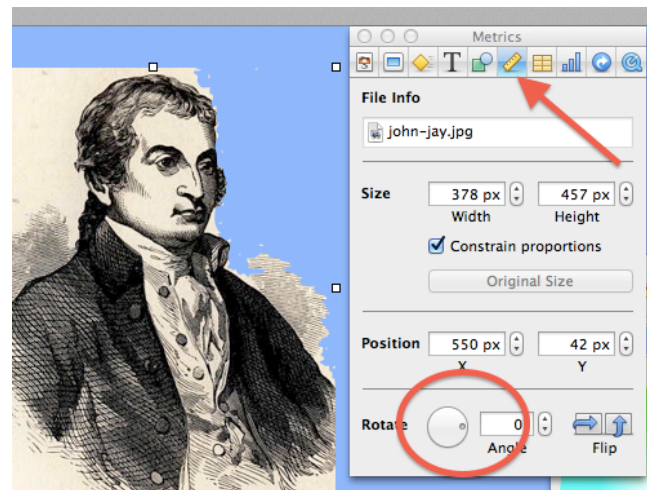 Metrics
T
File Info
john-jay.jpg
Size 378 px 457 px
Width Height
Constrain proportions
Original Size
Position 550 px 42 px
X Y
Rotate 0
Angle Flip